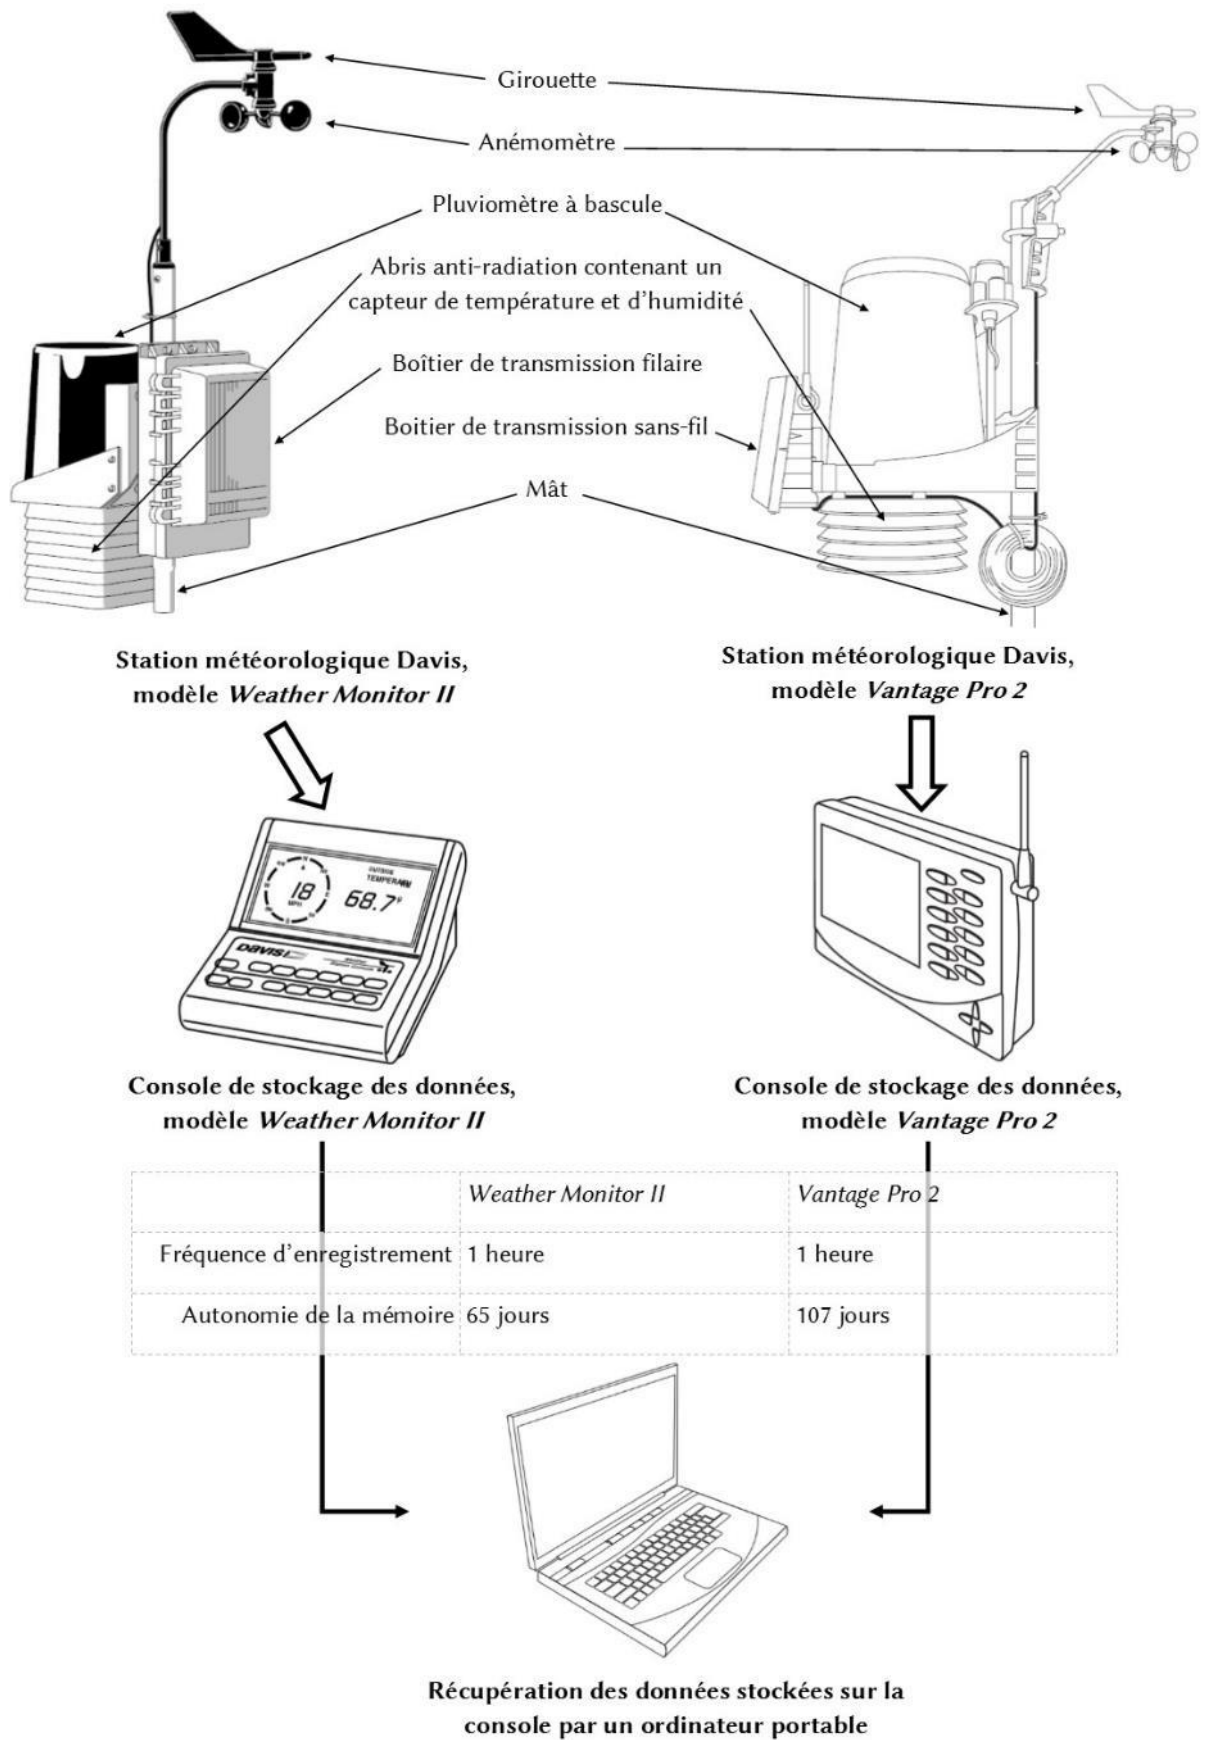 Girouette
Anémomètre
Pluviomètre à bascule
Abris anti-radiation contenant un
capteur de température et d'humidité
Boîtier de transmission filaire
Boitier de transmission sans-fil
Mât
Station météorologique Davis,
modèle Weather Monitor II
Station météorologique Davis,
modèle Vantage Pro 2
OUTSIDE
18
MPH
68.7°
DAVIS
Console de stockage des données,
modèle Weather Monitor II
Console de stockage des données,
modèle Vantage Pro 2
Weather Monitor II Vantage Pro 2
Fréquence d'enregistrement 1 heure 1 heure
Autonomie de la mémoire 65 jours 107 jours
Récupération des données stockées sur la
console par un ordinateur portable